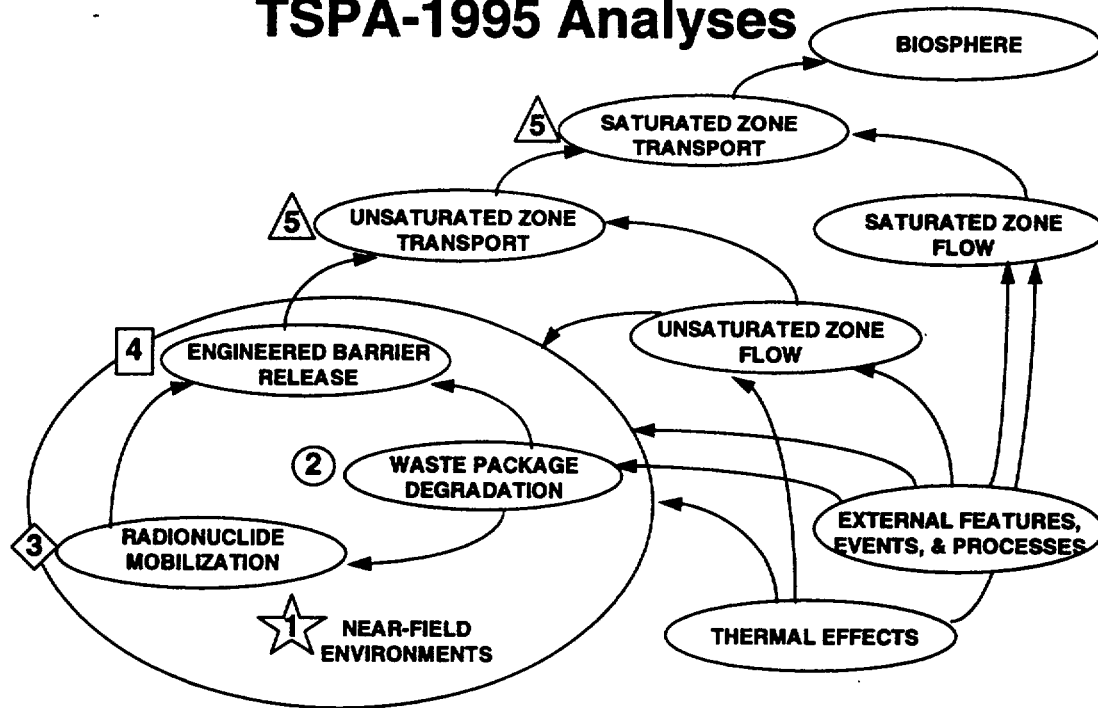 TSPA-1995 Analyses
BIOSPHERE
5
SATURATED ZONE
TRANSPORT
5
UNSATURATED ZONE
TRANSPORT
SATURATED ZONE
FLOW
4
ENGINEERED BARRIER
RELEASE
UNSATURATED ZONE
FLOW
2
WASTE PACKAGE
DEGRADATION
3
RADIONUCLIDE
MOBILIZATION
EXTERNAL FEATURES,
EVENTS, & PROCESSES
1
NEAR-FIELD
ENVIRONMENTS
THERMAL EFFECTS